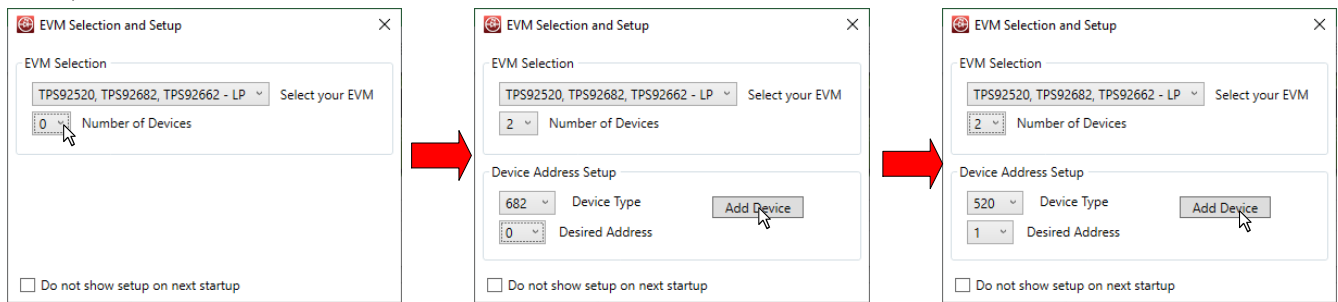 EVM Selection and Setup
EVM Selection
TPS92520, TPS92682, TPS92662 - LP Select your EVM
0 Number of Devices
Do not show setup on next startup
EVM Selection and Setup
EVM Selection
TPS92520, TPS92682, TPS92662 - LP Select your EVM
2 Number of Devices
Device Address Setup
682 Device Type Add Device
0 Desired Address
Do not show setup on next startup
EVM Selection and Setup
EVM Selection
TPS92520, TPS92682, TPS92662 - LP Select your EVM
2 Number of Devices
Device Address Setup
520 Device Type Add Device
1 Desired Address
Do not show setup on next startup